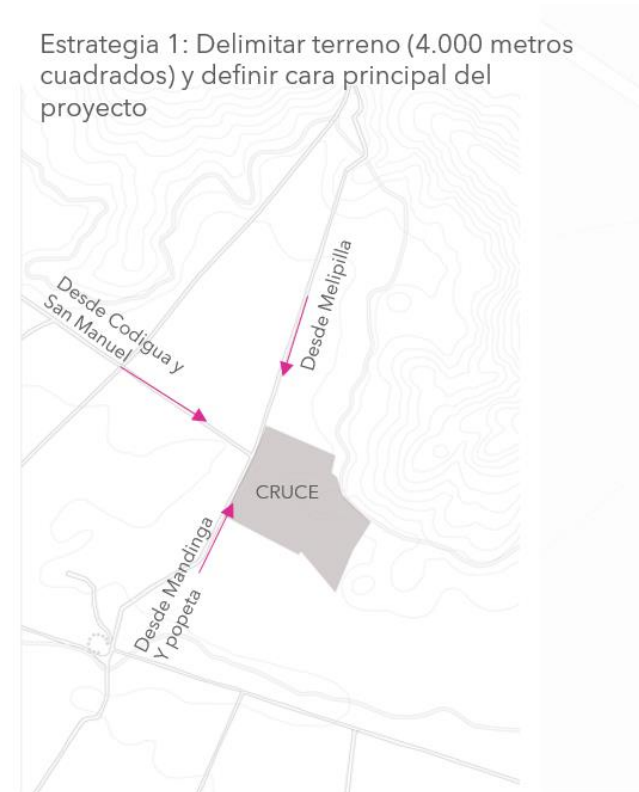 Estrategia 1: Delimitar terreno (4.000 metros
cuadrados) y definir cara principal del
proyecto
Desde Melipilla
Desde Codigua y
San Manuel
CRUCE
Desde Mandinga
Y popeta